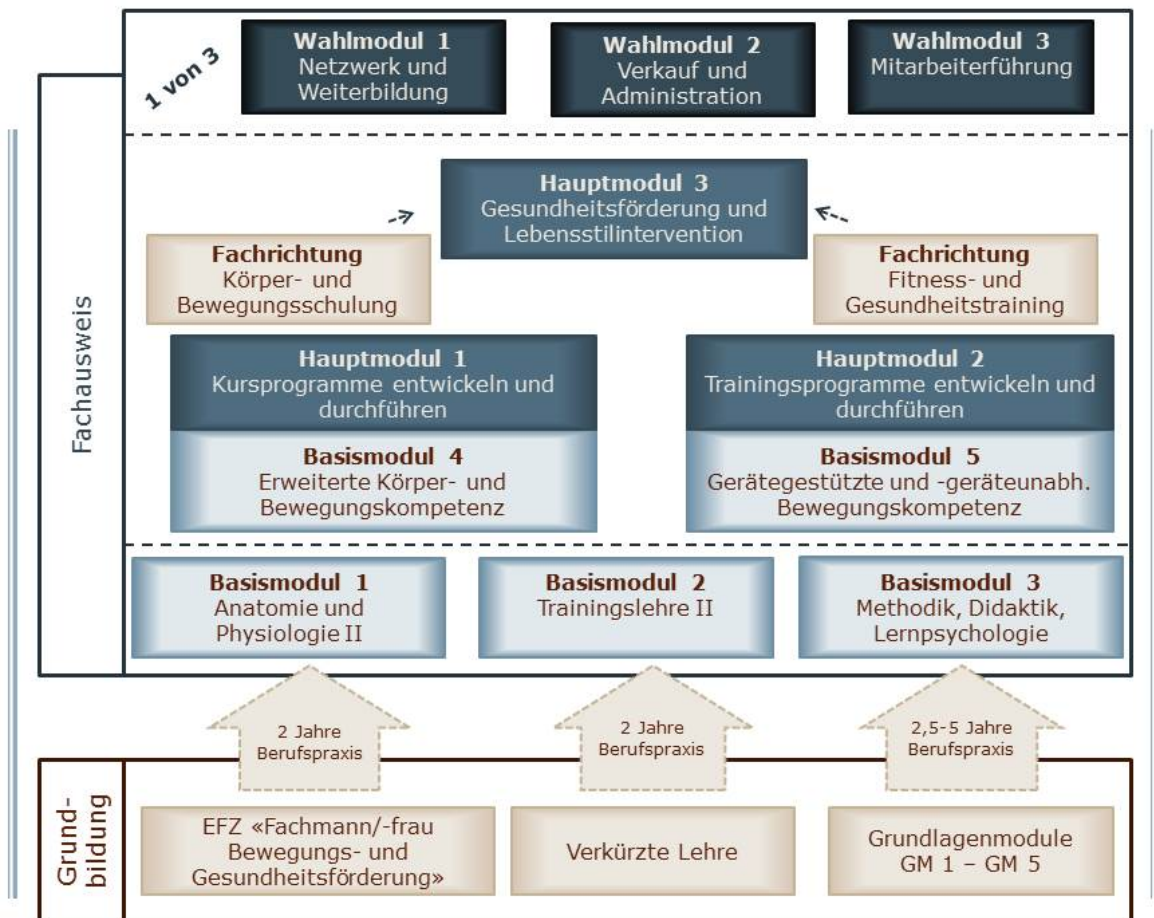 Wahlmodul 1
Netzwerk und
Weiterbildung
Wahlmodul 2
Verkauf und
Administration
Wahlmodul 3
Mitarbeiterführung
1 von 3
Fachausweis
Hauptmodul 3
Gesundheitsförderung und
Lebensstilintervention
Fachrichtung
Körper- und
Bewegungsschulung
Fachrichtung
Fitness- und
Gesundheitstraining
Hauptmodul 1
Kursprogramme entwickeln und
durchführen
Hauptmodul 2
Trainingsprogramme entwickeln und
durchführen
Basismodul 4
Erweiterte Körper- und
Bewegungskompetenz
Basismodul 5
Gerätegestützte und -geräteunabh.
Bewegungskompetenz
Basismodul 1
Anatomie und
Physiologie II
Basismodul 2
Trainingslehre II
Basismodul 3
Methodik, Didaktik,
Lernpsychologie
2 Jahre
Berufspraxis
2 Jahre
Berufspraxis
2,5-5 Jahre
Berufspraxis
Grund-
bildung
EFZ «Fachmann/-frau
Bewegungs- und
Gesundheitsförderung»
Verkürzte Lehre
Grundlagenmodule
GM 1 – GM 5